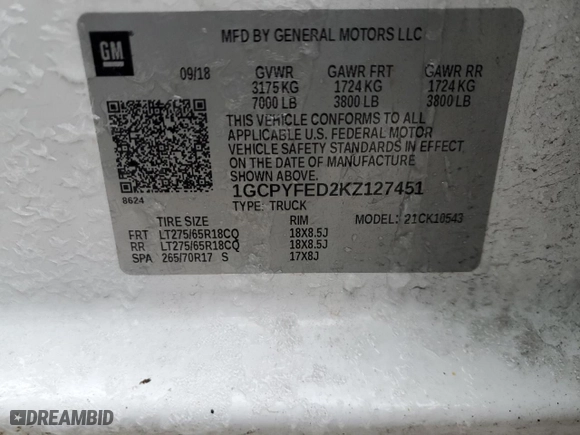 GM
MFD BY GENERAL MOTORS LLC
09/18 GVWR GAWR FRT GAWR RR
3175 KG 1724 KG 1724 KG
7000 LB 3800 LB 3800 LB
THIS VEHICLE CONFORMS TO ALL
APPLICABLE U.S. FEDERAL MOTOR
VEHICLE SAFETY STANDARDS IN EFFECT
ON THE DATE OF MANUFACTURE
SHOWN ABOVE.
1GCPYFED2KZ127451
8624
TYPE: TRUCK
TIRE SIZE RIM MODEL: 21CK10543
FRT LT275/65R18CQ 18X8.5J
RR LT275/65R18CQ 18X8.5J
SPA 265/70R17 S 17X8J
DREAMBID